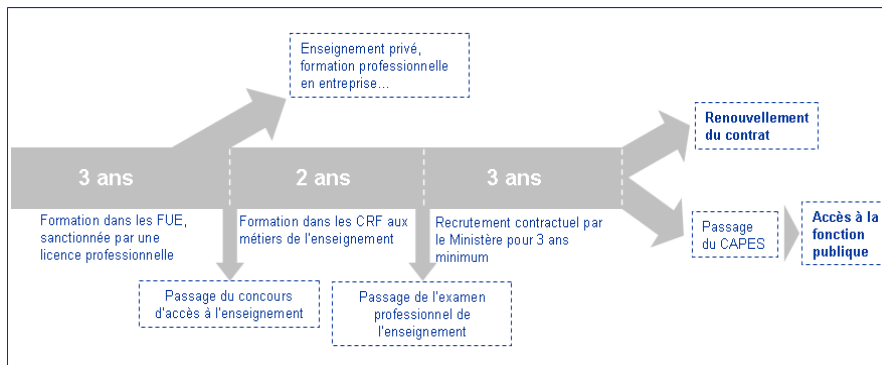 Enseignement privé,
formation professionnelle
en entreprise...
Renouvellement
du contrat
3 ans
2 ans
3 ans
Formation dans les FUE,
sanctionnée par une
licence professionnelle
Formation dans les CRF aux
métiers de l'enseignement
Recrutement contractuel par
le Ministère pour 3 ans
minimum
Passage
du CAPES
Accès à la
fonction
publique
Passage du concours
d'accès à l'enseignement
Passage de l'examen
professionnel de
l'enseignement